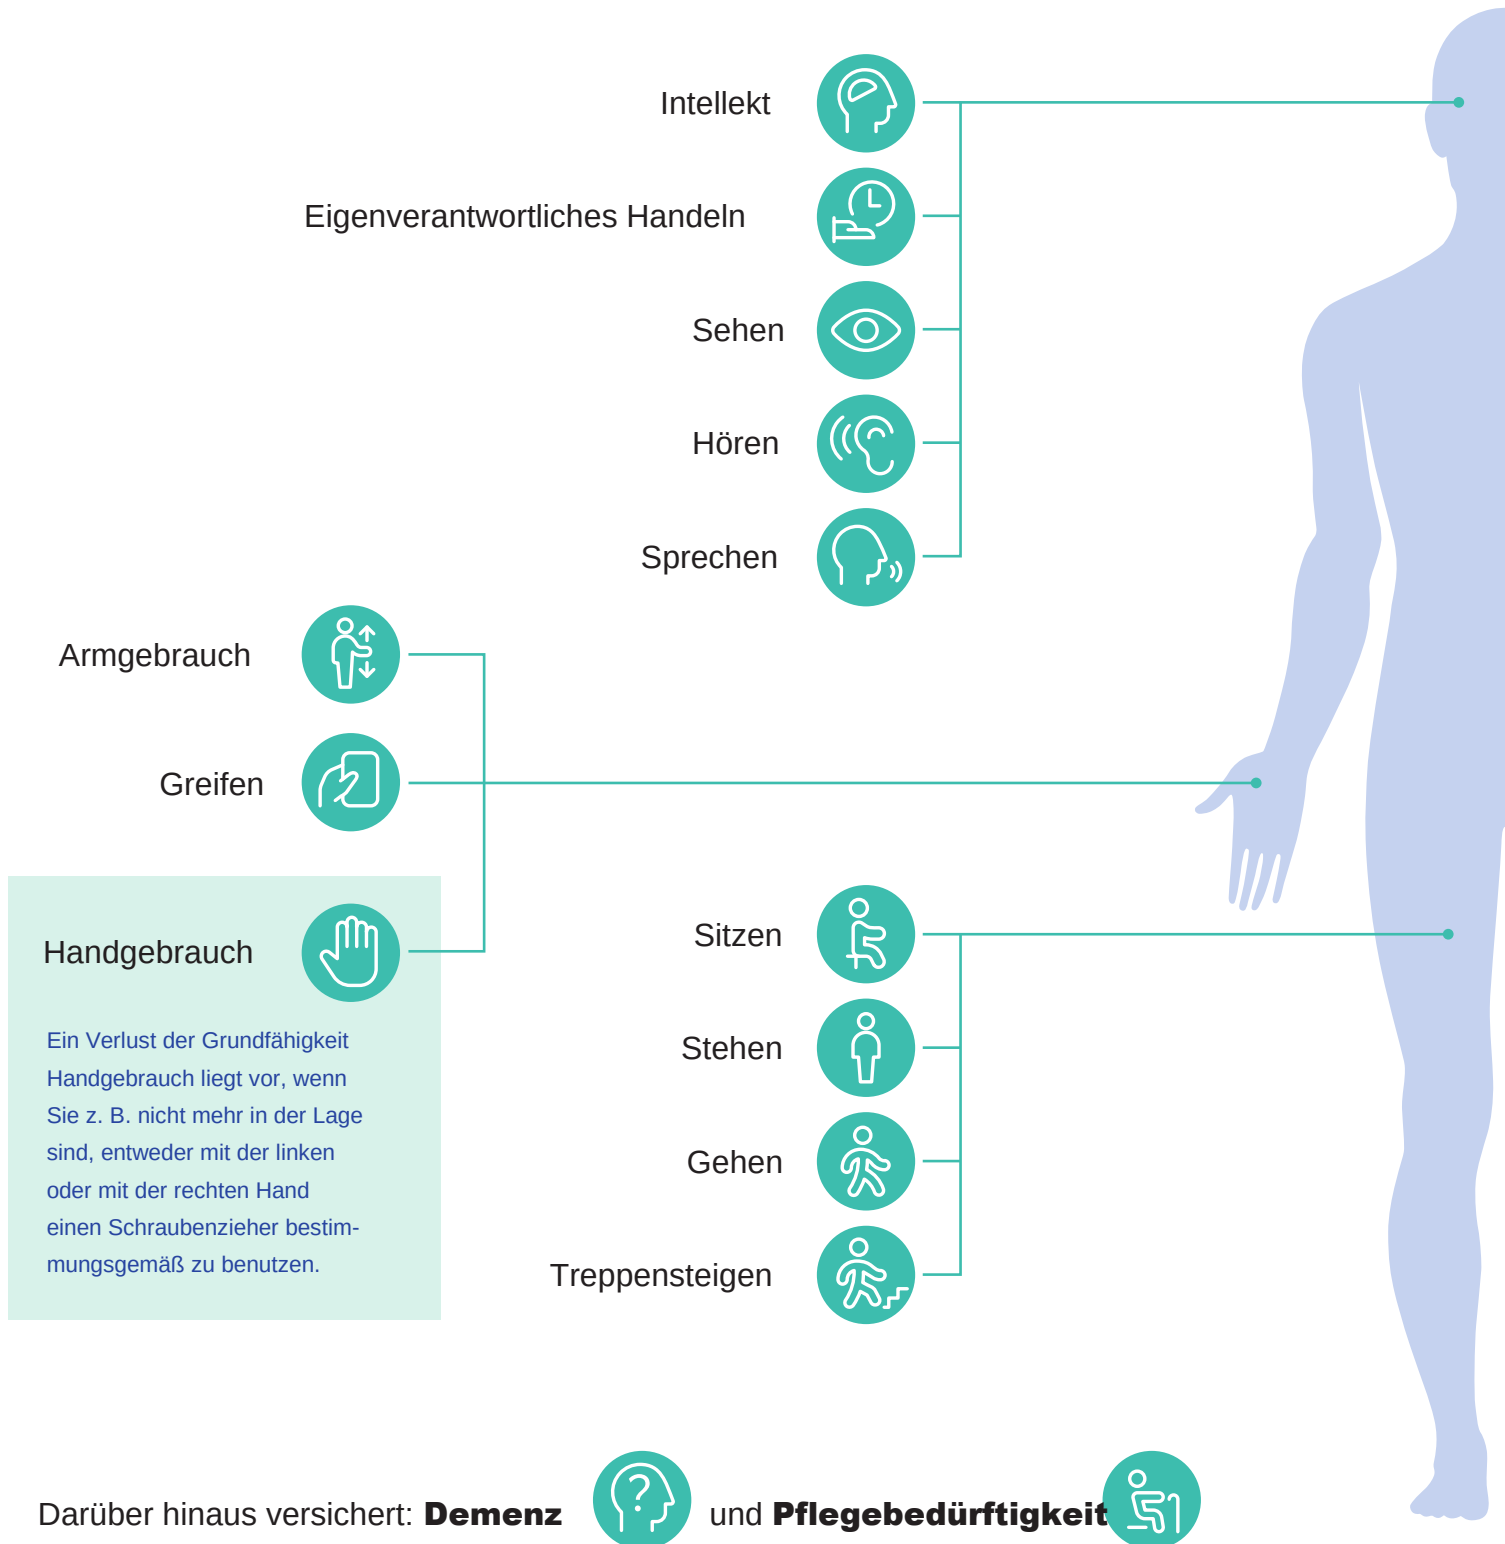 Intellekt
Eigenverantwortliches Handeln
Sehen
Hören
Sprechen
Armgebrauch
Greifen
Handgebrauch
Ein Verlust der Grundfähigkeit
Handgebrauch liegt vor, wenn
Sie z. B. nicht mehr in der Lage
sind, entweder mit der linken
oder mit der rechten Hand
einen Schraubenzieher bestim-
mungsgemäß zu benutzen.
Sitzen
Stehen
Gehen
Treppensteigen
Darüber hinaus versichert: Demenz ? und Pflegebedürftigkeit